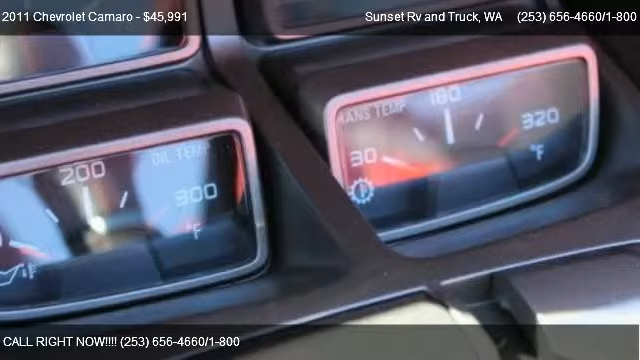 2011 Chevrolet Camaro - $45,991
Sunset Rv and Truck, WA (253) 656-4660/1-800
TRANS TEMP
180
30
320
°F
OIL TEMP
200
300
°F
°F
CALL RIGHT NOW!!!! (253) 656-4660/1-800